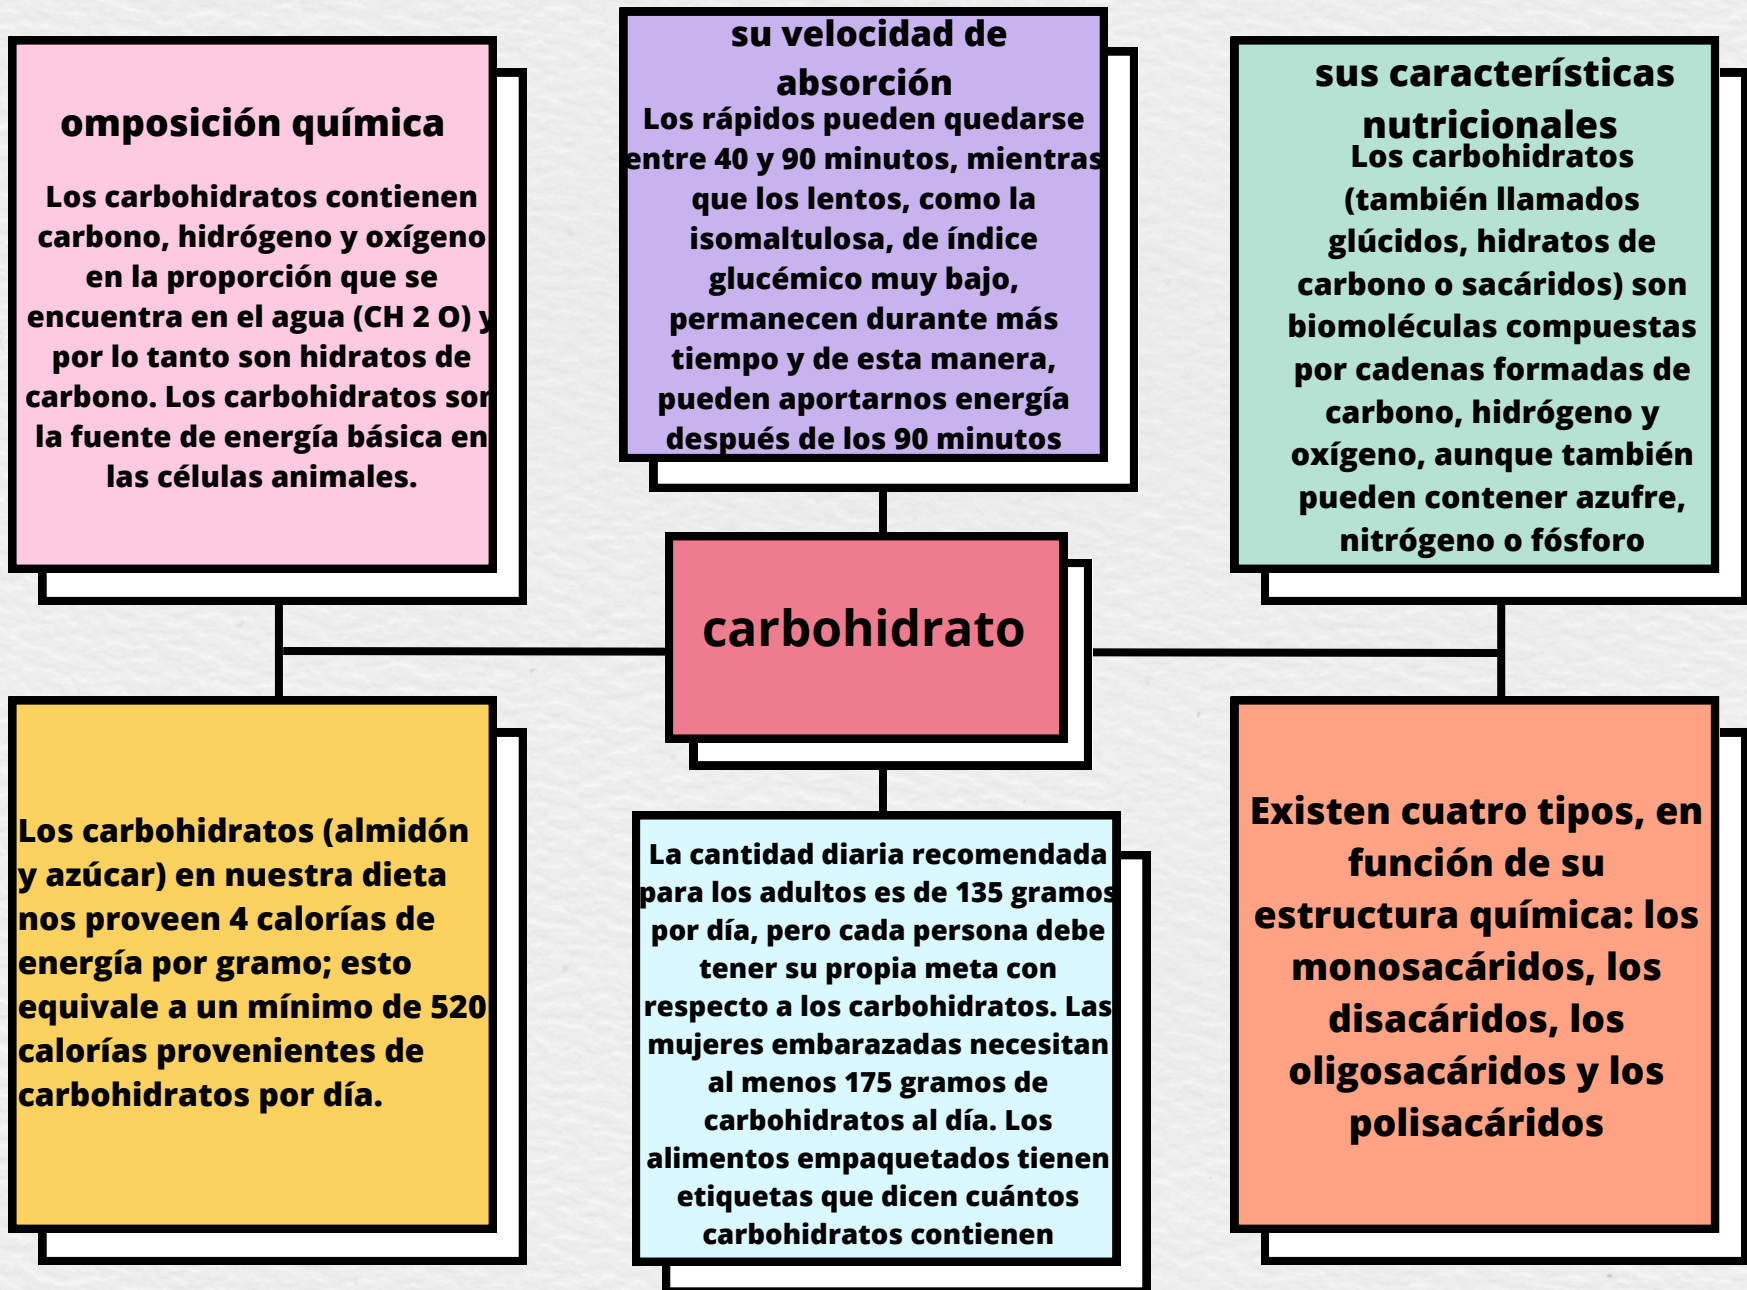 omposición química
Los carbohidratos contienen
carbono, hidrógeno y oxígeno
en la proporción que se
encuentra en el agua (CH 2 O) y
por lo tanto son hidratos de
carbono. Los carbohidratos son
la fuente de energía básica en
las células animales.
su velocidad de
absorción
Los rápidos pueden quedarse
entre 40 y 90 minutos, mientras
que los lentos, como la
isomaltulosa, de índice
glucémico muy bajo,
permanecen durante más
tiempo y de esta manera,
pueden aportarnos energía
después de los 90 minutos
sus características
nutricionales
Los carbohidratos
(también llamados
glúcidos, hidratos de
carbono o sacáridos) son
biomoléculas compuestas
por cadenas formadas de
carbono, hidrógeno y
oxígeno, aunque también
pueden contener azufre,
nitrógeno o fósforo
carbohidrato
Los carbohidratos (almidón
y azúcar) en nuestra dieta
nos proveen 4 calorías de
energía por gramo; esto
equivale a un mínimo de 520
calorías provenientes de
carbohidratos por día.
La cantidad diaria recomendada
para los adultos es de 135 gramos
por día, pero cada persona debe
tener su propia meta con
respecto a los carbohidratos. Las
mujeres embarazadas necesitan
al menos 175 gramos de
carbohidratos al día. Los
alimentos empaquetados tienen
etiquetas que dicen cuántos
carbohidratos contienen
Existen cuatro tipos, en
función de su
estructura química: los
monosacáridos, los
disacáridos, los
oligosacáridos y los
polisacáridos